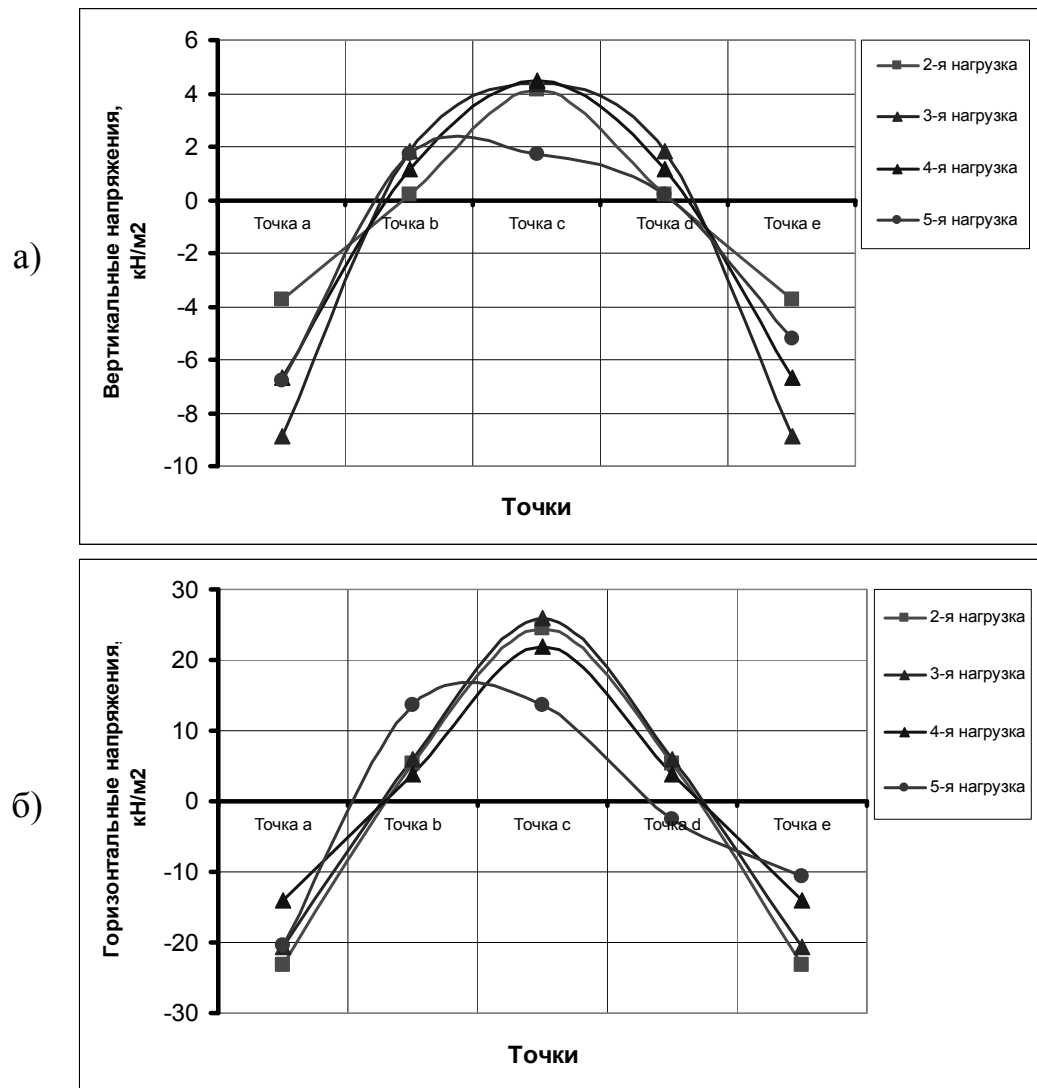 а)
Вертикальные напряжения,
кН/м2
6
4
2
0
-2
-4
-6
-8
-10
Точка a
Точка b
Точка c
Точка d
Точка e
Точки
2-я нагрузка
3-я нагрузка
4-я нагрузка
5-я нагрузка
б)
Горизонтальные напряжения,
кН/м2
30
20
10
0
-10
-20
-30
Точка a
Точка b
Точка c
Точка d
Точка e
Точки
2-я нагрузка
3-я нагрузка
4-я нагрузка
5-я нагрузка